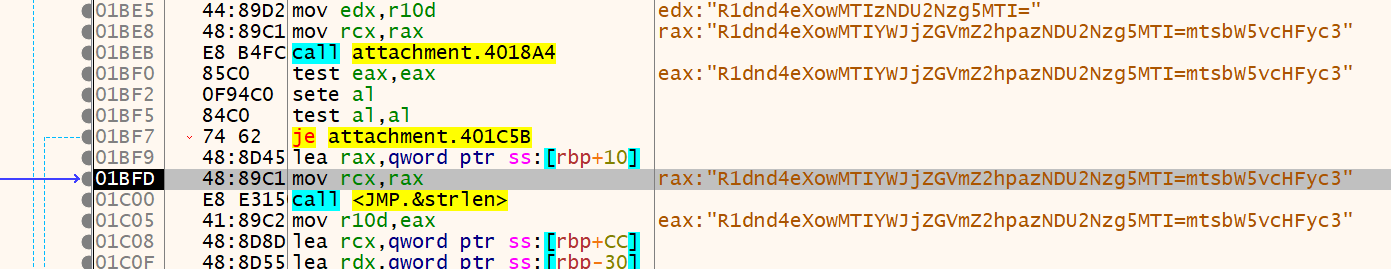 01BE5 44:89D2 mov edx,r10d edx:"R1dnd4eXowMTIzNDU2Nzg5MTI="
01BE8 48:89C1 mov rcx,rax rax:"R1dnd4eXowMTIYWJjZGVmZ2hpazNDU2Nzg5MTI=mtsbW5vcHFyc3"
01BEB E8 B4FC call attachment.4018A4
01BF0 85C0 test eax,eax eax:"R1dnd4eXowMTIYWJjZGVmZ2hpazNDU2Nzg5MTI=mtsbW5vcHFyc3"
01BF2 0F94C0 sete al
01BF5 84C0 test al,al
01BF7 74 62 je attachment.401C5B
01BF9 48:8D45 lea rax,qword ptr ss:[rbp+10]
01BFD 48:89C1 mov rcx,rax rax:"R1dnd4eXowMTIYWJjZGVmZ2hpazNDU2Nzg5MTI=mtsbW5vcHFyc3"
01C00 E8 E315 call <JMP.&strlen>
01C05 41:89C2 mov r10d,eax eax:"R1dnd4eXowMTIYWJjZGVmZ2hpazNDU2Nzg5MTI=mtsbW5vcHFyc3"
01C08 48:8D8D lea rcx,qword ptr ss:[rbp+CC]
01C0F 48:8D55 lea rdx,qword ptr ss:[rbp-30]